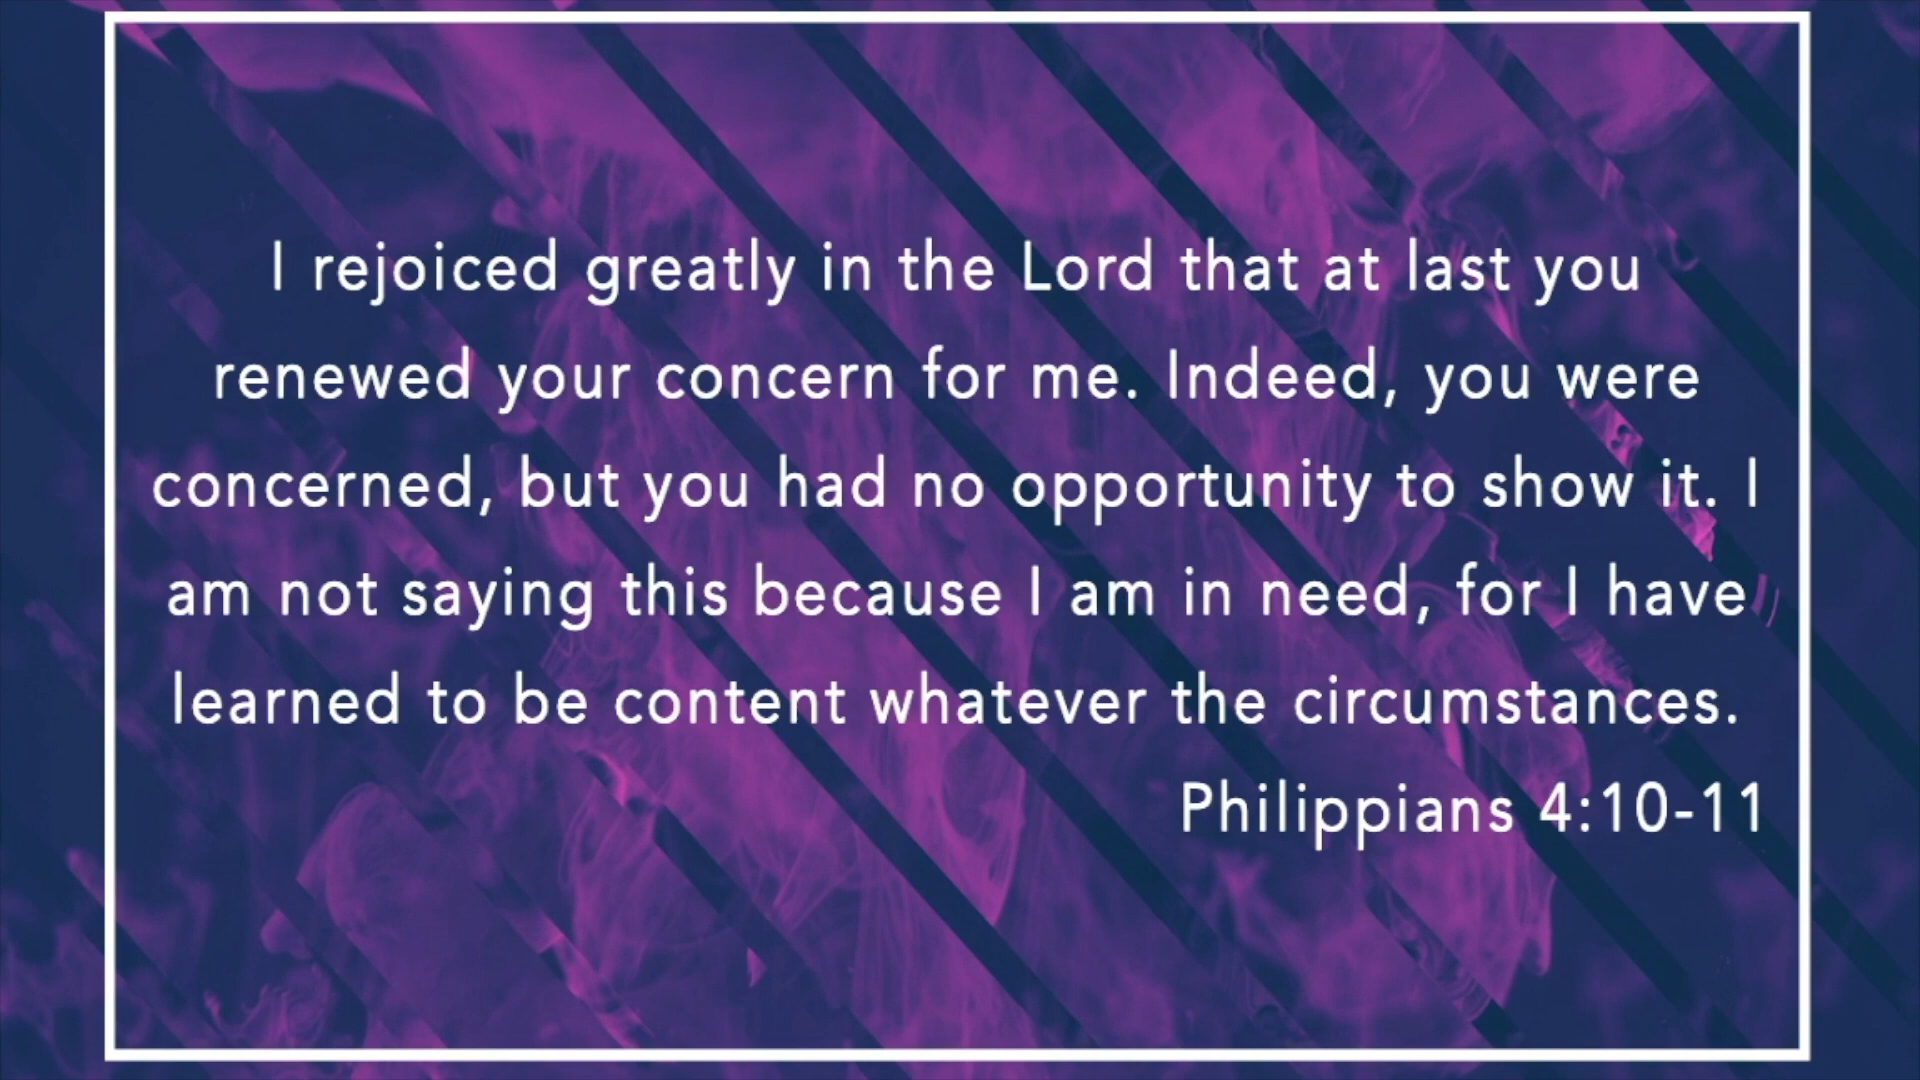 I rejoiced greatly in the Lord that at last you
renewed your concern for me. Indeed, you were
concerned, but you had no opportunity to show it. I
am not saying this because I am in need, for I have
learned to be content whatever the circumstances.
Philippians 4:10-11